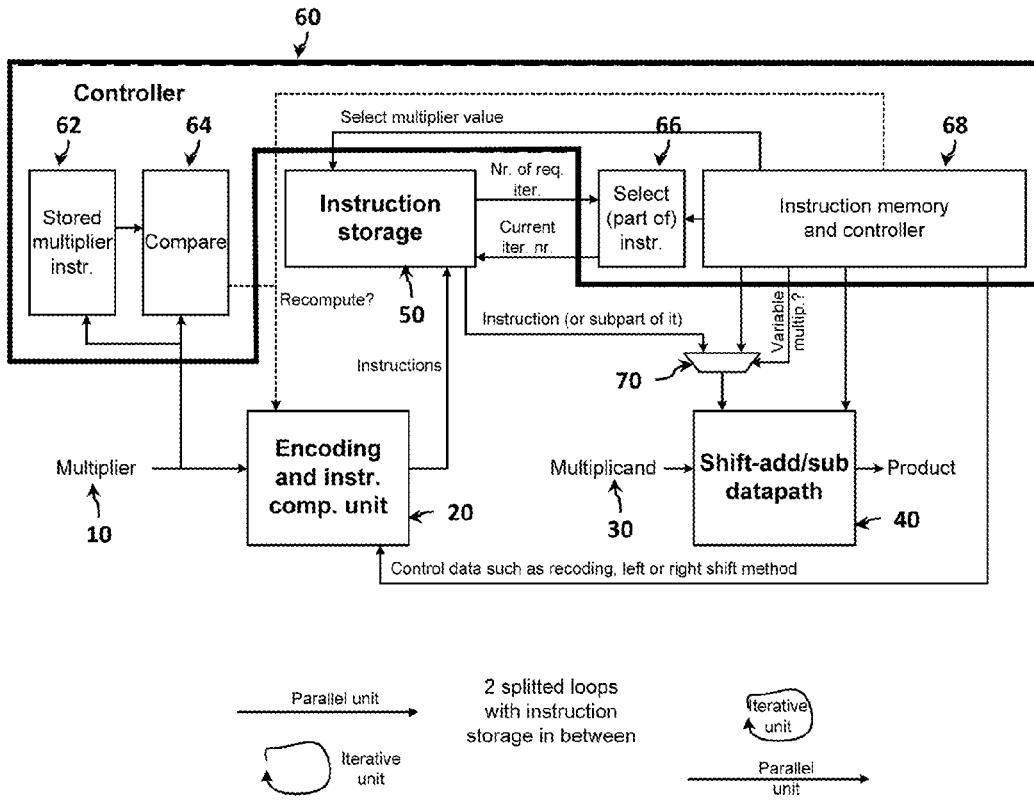 60
Controller
62
64
Select multiplier value
66
68
Stored
multiplier
instr.
Compare
Instruction
storage
Nr. of req.
iter.
Current
iter. nr.
Select
(part of)
instr.
Instruction memory
and controller
Recompute?
50
Instruction (or subpart of it)
Variable
multip.?
Instructions
70
Multiplier
10
Encoding
and instr.
comp. unit
20
Multiplicand
30
Shift-add/sub
datapath
Product
40
Control data such as recoding, left or right shift method
Parallel unit
Iterative
unit
2 splitted loops
with instruction
storage in between
Iterative
unit
Parallel
unit